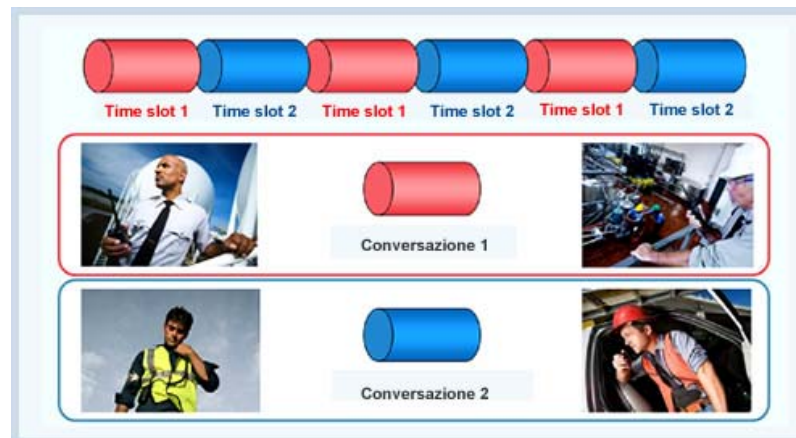 Time slot 1 Time slot 2 Time slot 1 Time slot 2 Time slot 1 Time slot 2
Conversazione 1
Conversazione 2